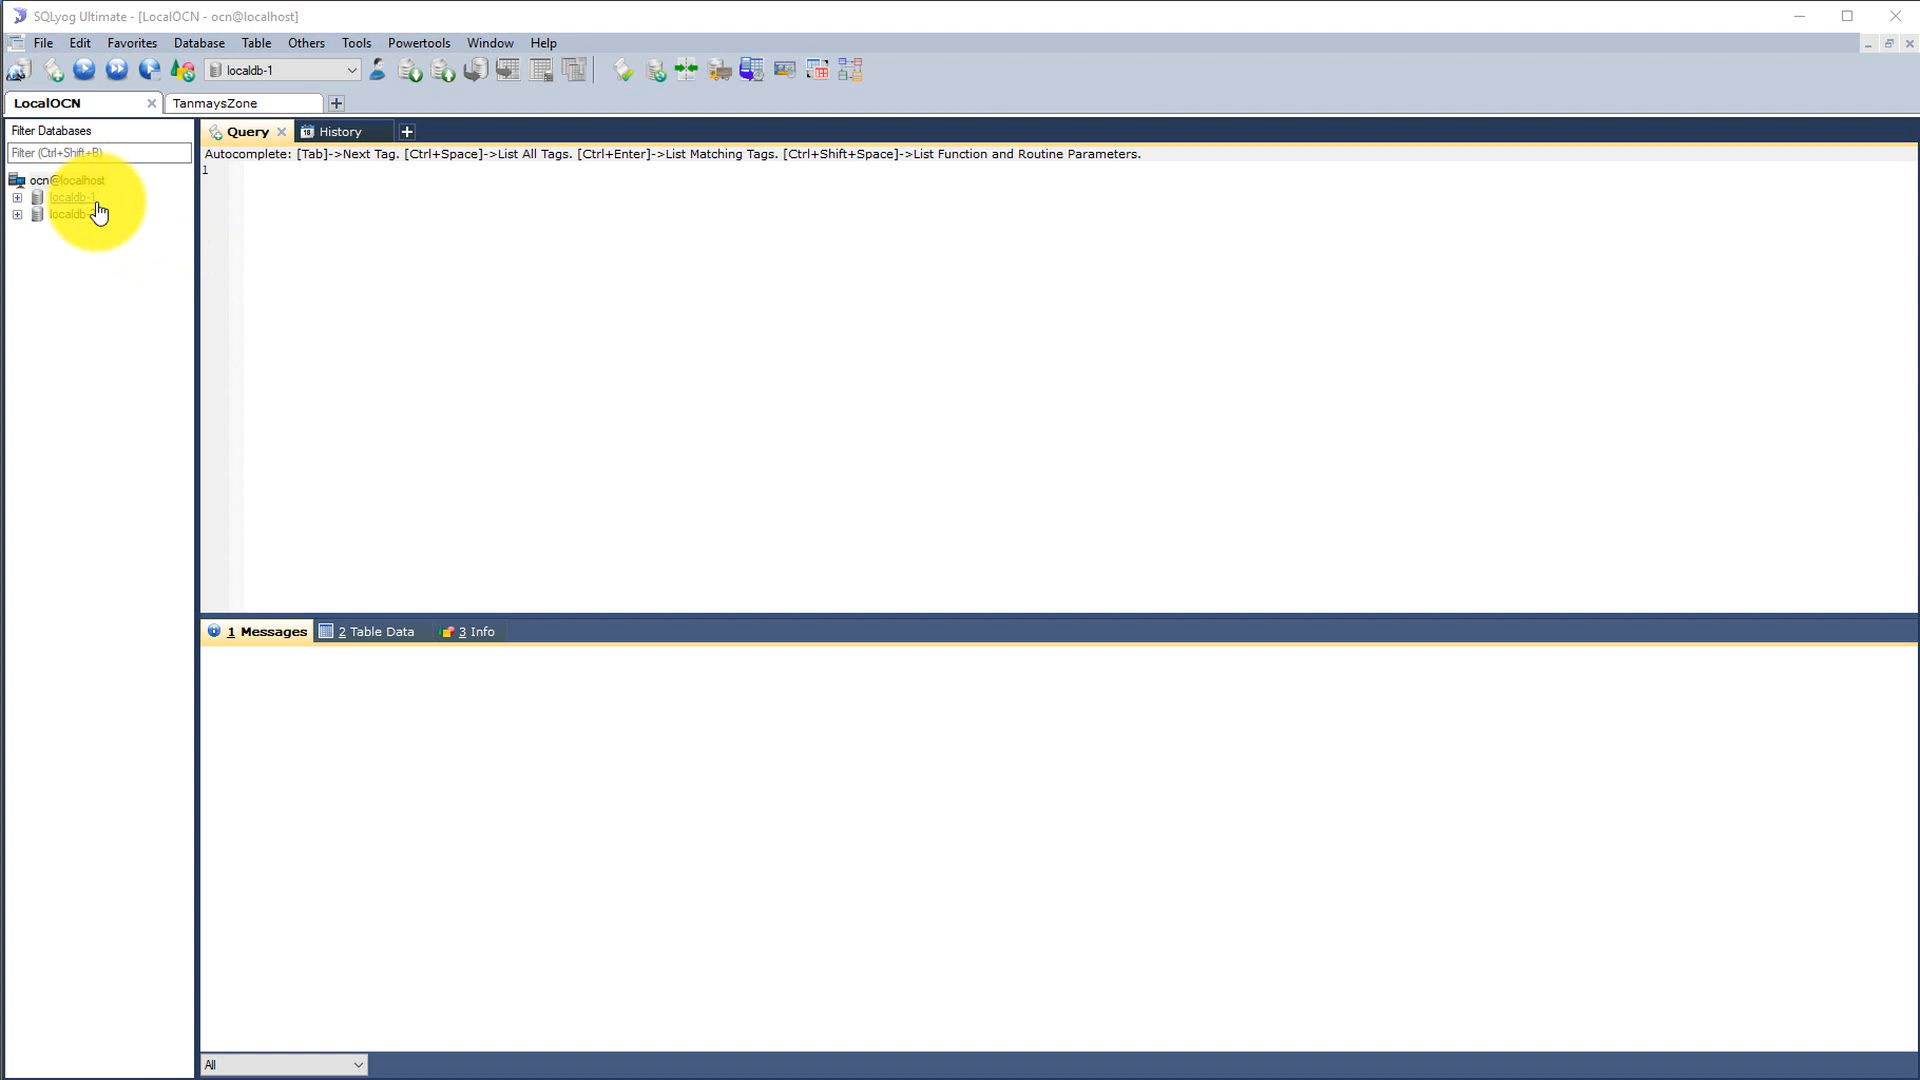 SQLyog Ultimate - [LocalOCN - ocn@localhost]
File Edit Favorites Database Table Others Tools Powertools Window Help
localdb-1
LocalOCN TanmaysZone
Filter Databases
Filter (Ctrl+Shift+B)
ocn@localhost
localdb-1
Query History
Autocomplete: [Tab]->Next Tag. [Ctrl+Space]->List All Tags. [Ctrl+Enter]->List Matching Tags. [Ctrl+Shift+Space]->List Function and Routine Parameters.
1
1 Messages 2 Table Data 3 Info
All